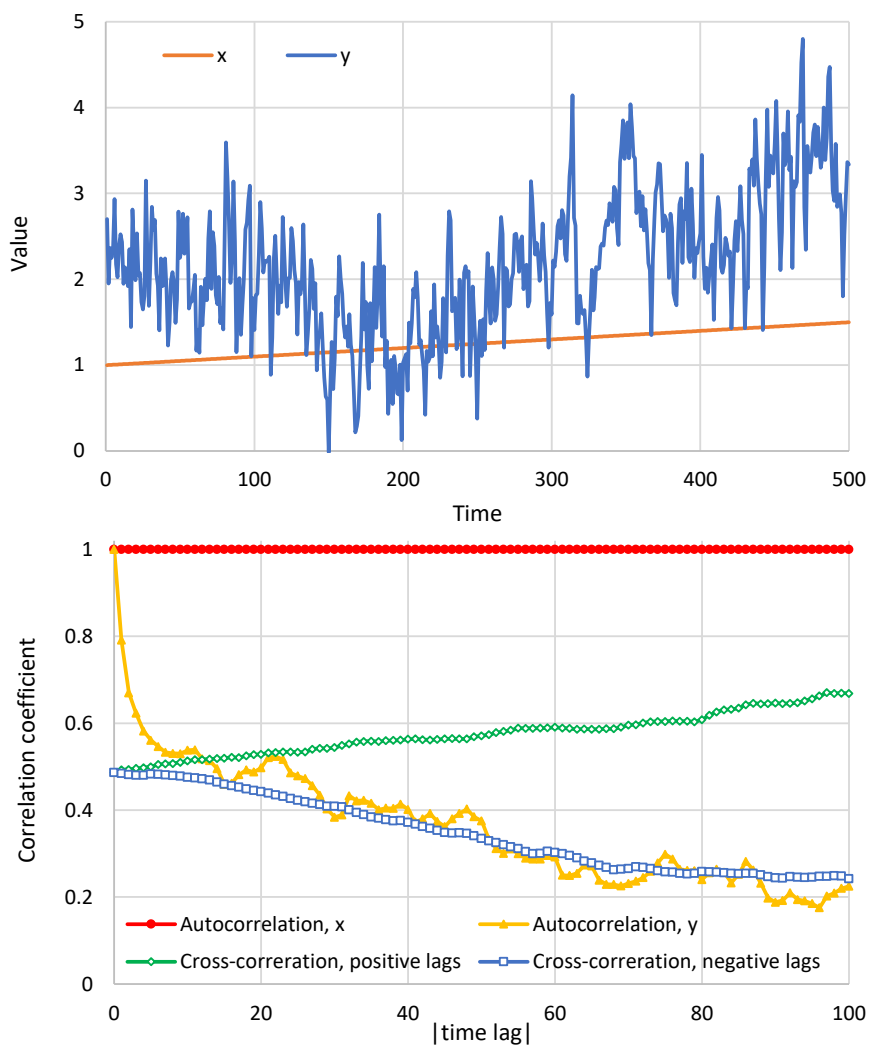 5
x
y
4
3
Value
2
1
0
0
100
200
300
400
500
Time
1
0.8
0.6
Correlation coefficient
0.4
0.2
Autocorrelation, x
Autocorrelation, y
Cross-correration, positive lags
Cross-correration, negative lags
0
0
20
40
60
80
100
|time lag|